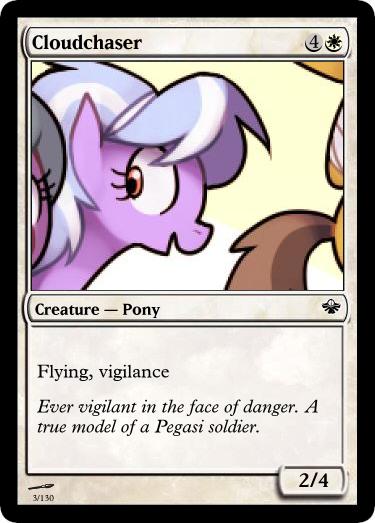 Cloudchaser 4
Creature — Pony
Flying, vigilance
Ever vigilant in the face of danger. A
true model of a Pegasi soldier.
2/4
3/130